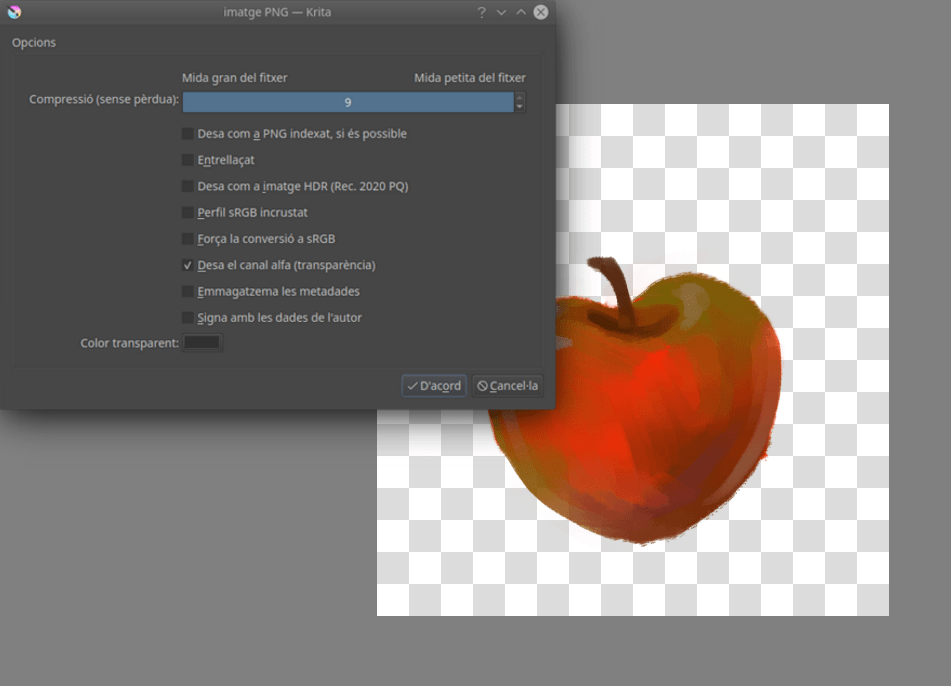 imatge PNG — Krita
Opcions
Mida gran del fitxer Mida petita del fitxer
Compressió (sense pèrdua): 9
Desa com a PNG indexat, si és possible
Entrellaçat
Desa com a imatge HDR (Rec. 2020 PQ)
Perfil sRGB incrustat
Força la conversió a sRGB
Desa el canal alfa (transparència)
Emmagatzema les metadades
Signa amb les dades de l'autor
Color transparent:
D'acord Cancel·la